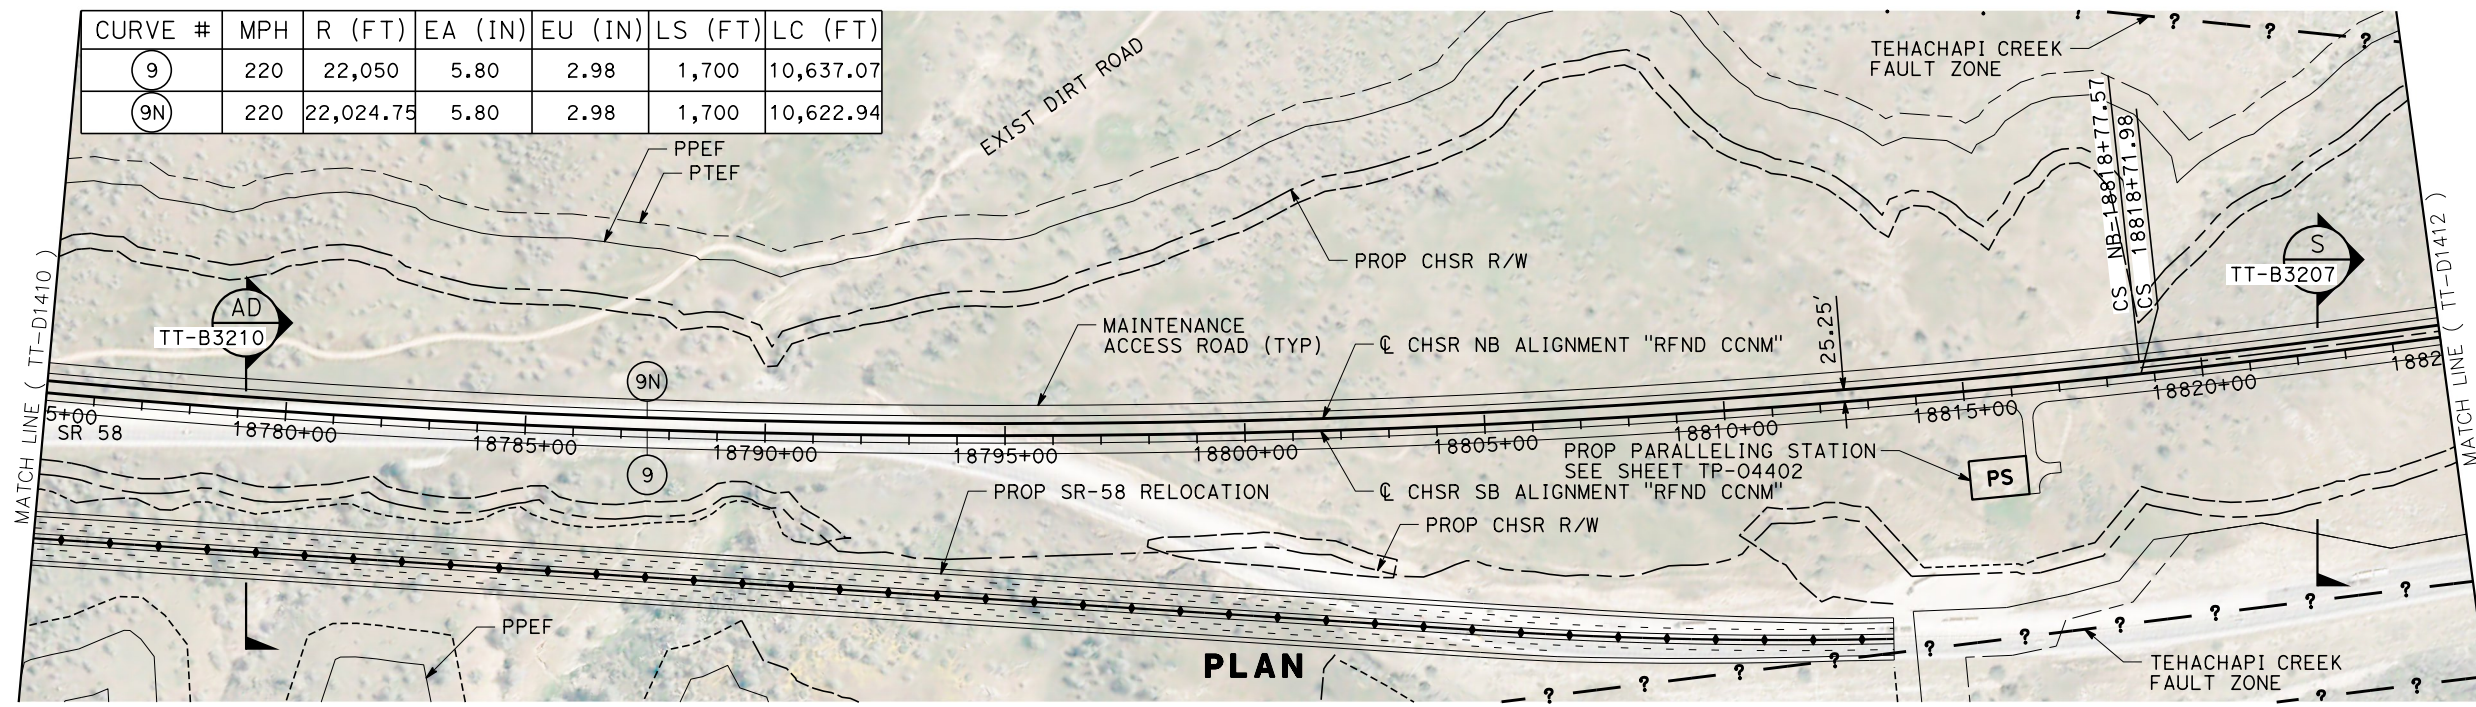 CURVE # MPH R (FT) EA (IN) EU (IN) LS (FT) LC (FT)
9 220 22,050 5.80 2.98 1,700 10,637.07
9N 220 22,024.75 5.80 2.98 1,700 10,622.94
EXIST DIRT ROAD
TEHACHAPI CREEK
FAULT ZONE
? ? ?
PPEF
PTEF
CS NB-18818+77.57
CS 18818+71.98
PROP CHSR R/W
S
TT-B3207
AD
TT-B3210
MATCH LINE ( TT-D1410 )
MATCH LINE ( TT-D1412 )
MAINTENANCE
ACCESS ROAD (TYP)
℄ CHSR NB ALIGNMENT "RFND CCNM"
25.25'
9N
5+00
18780+00
18785+00
18790+00
18795+00
18800+00
18805+00
18810+00
18815+00
18820+00
1882
SR 58
9
PROP PARALLELING STATION
SEE SHEET TP-04402
PS
PROP SR-58 RELOCATION
℄ CHSR SB ALIGNMENT "RFND CCNM"
PROP CHSR R/W
PPEF
? ? ? ? ? ? ? ? ? ?
TEHACHAPI CREEK
FAULT ZONE
? ?
PLAN